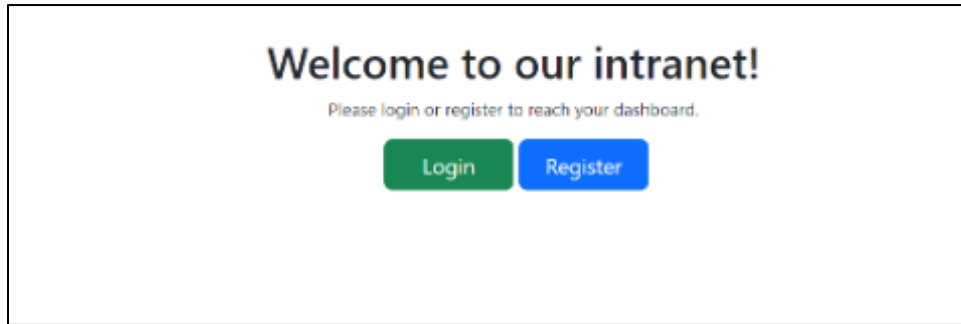 Welcome to our intranet!
Please login or register to reach your dashboard.
Login Register